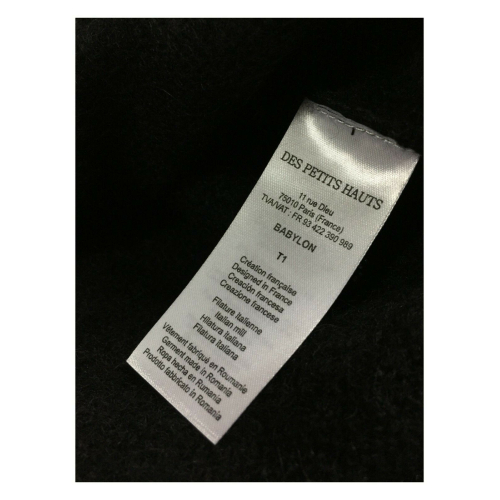 DES PETITS HAUTS
11 rue Dieu
75010 Paris (France)
TVA/VAT : FR 93 422 390 989
BABYLON
T1
Création française
Designed in France
Creación francesa
Creazione francese
Filature Italienne
Italian mill
Hilatura Italiana
Filatura Italiana
Vêtement fabriqué en Roumanie
Garment made in Romania
Ropa hecha en Rumania
Prodotto fabbricato in Romania